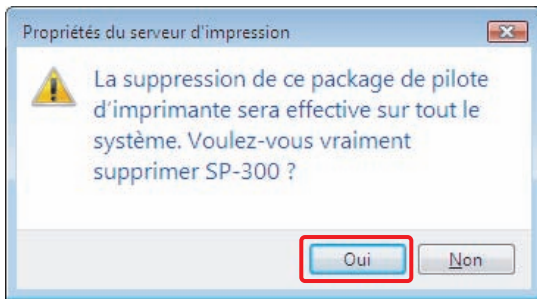 Propriétés du serveur d'impression
La suppression de ce package de pilote
d'imprimante sera effective sur tout le
système. Voulez-vous vraiment
supprimer SP-300 ?
Oui Non